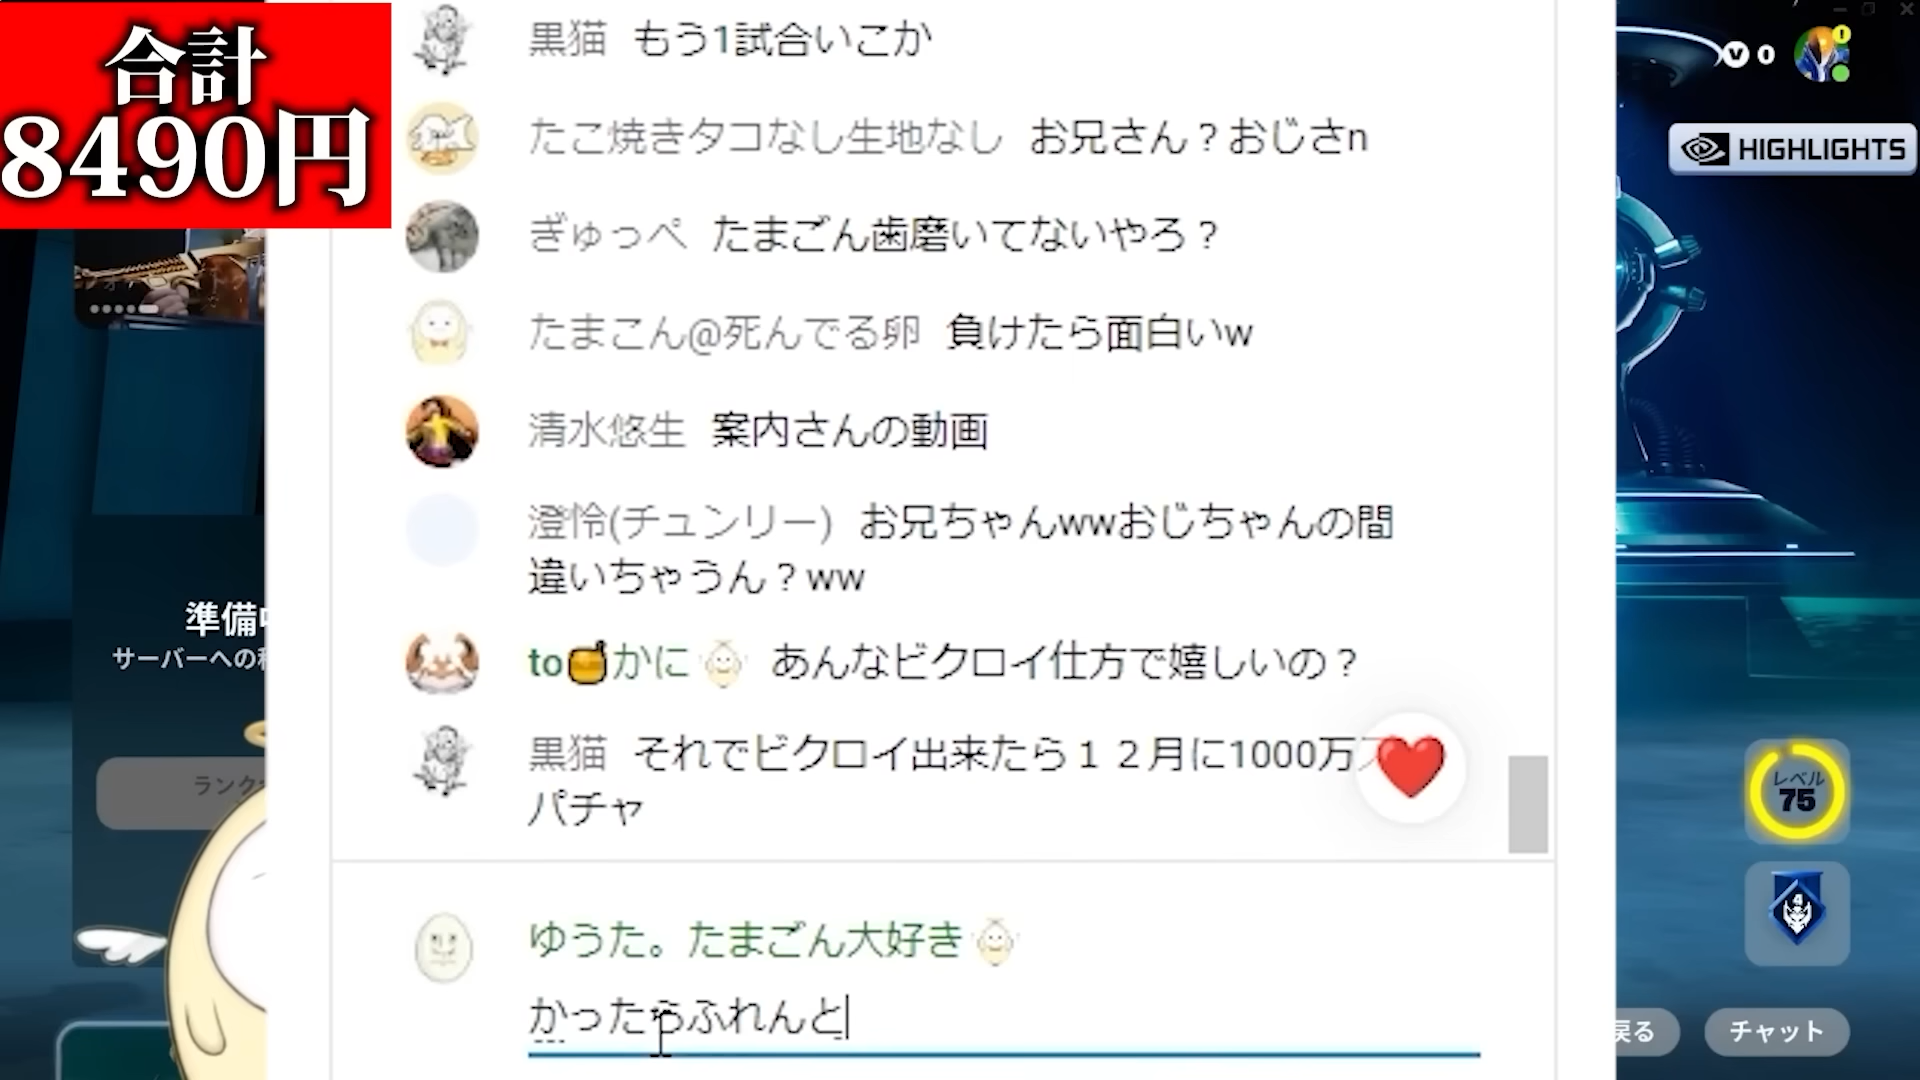 合計
8490円
黒猫 もう1試合いこか
たこ焼きタコなし生地なし お兄さん？おじさn
ぎゅっぺ たまごん歯磨いてないやろ？
たまこん@死んでる卵 負けたら面白いw
清水悠生 案内さんの動画
澄怜(チュンリー) お兄ちゃんwwおじちゃんの間
違いちゃうん？ww
to🍯かに あんなビクロイ仕方で嬉しいの？
黒猫 それでビクロイ出来たら１２月に1000万ス
パチャ
ゆうた。たまごん大好き
かったらふれんと
V 0
HIGHLIGHTS
準備中
サーバーへの
ランク
レベル
75
4
戻る
チャット